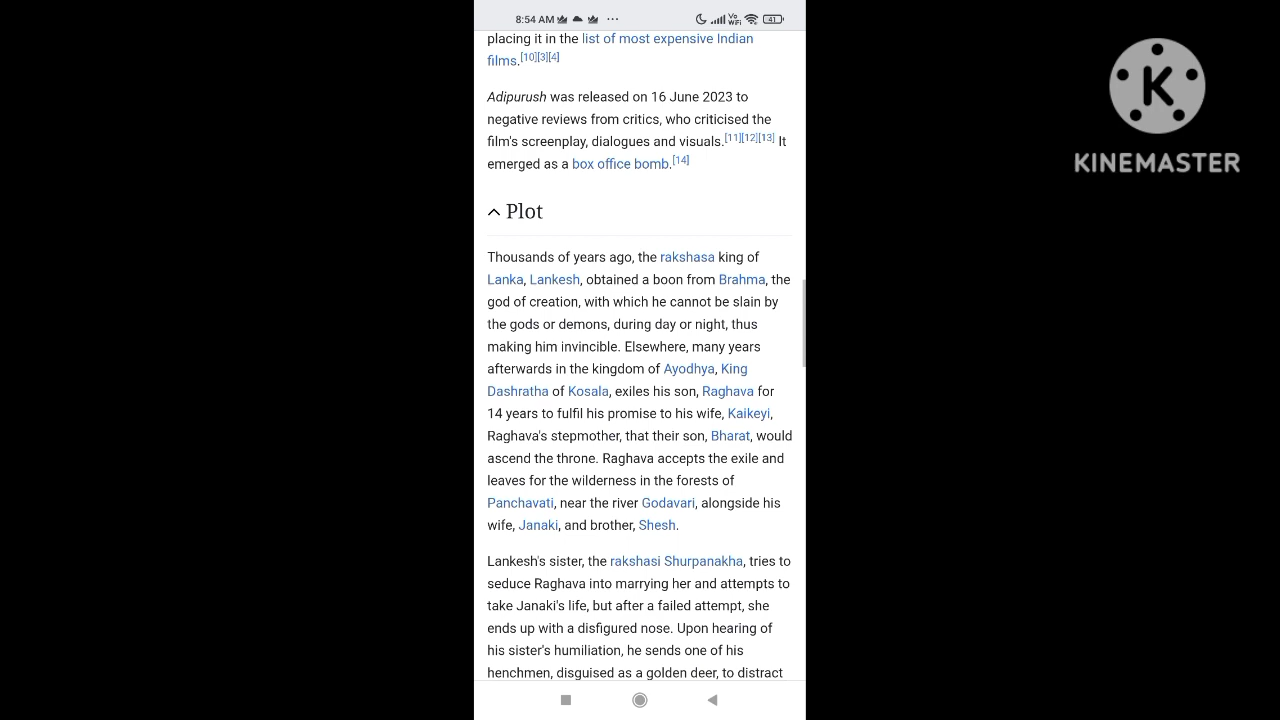 8:54 AM
Vo
WiFi
41
placing it in the list of most expensive Indian
films.[10][3][4]
Adipurush was released on 16 June 2023 to
negative reviews from critics, who criticised the
film's screenplay, dialogues and visuals.[11][12][13] It
emerged as a box office bomb.[14]
Plot
Thousands of years ago, the rakshasa king of
Lanka, Lankesh, obtained a boon from Brahma, the
god of creation, with which he cannot be slain by
the gods or demons, during day or night, thus
making him invincible. Elsewhere, many years
afterwards in the kingdom of Ayodhya, King
Dashratha of Kosala, exiles his son, Raghava for
14 years to fulfil his promise to his wife, Kaikeyi,
Raghava's stepmother, that their son, Bharat, would
ascend the throne. Raghava accepts the exile and
leaves for the wilderness in the forests of
Panchavati, near the river Godavari, alongside his
wife, Janaki, and brother, Shesh.
Lankesh's sister, the rakshasi Shurpanakha, tries to
seduce Raghava into marrying her and attempts to
take Janaki's life, but after a failed attempt, she
ends up with a disfigured nose. Upon hearing of
his sister's humiliation, he sends one of his
henchmen, disguised as a golden deer, to distract
K
KINEMASTER